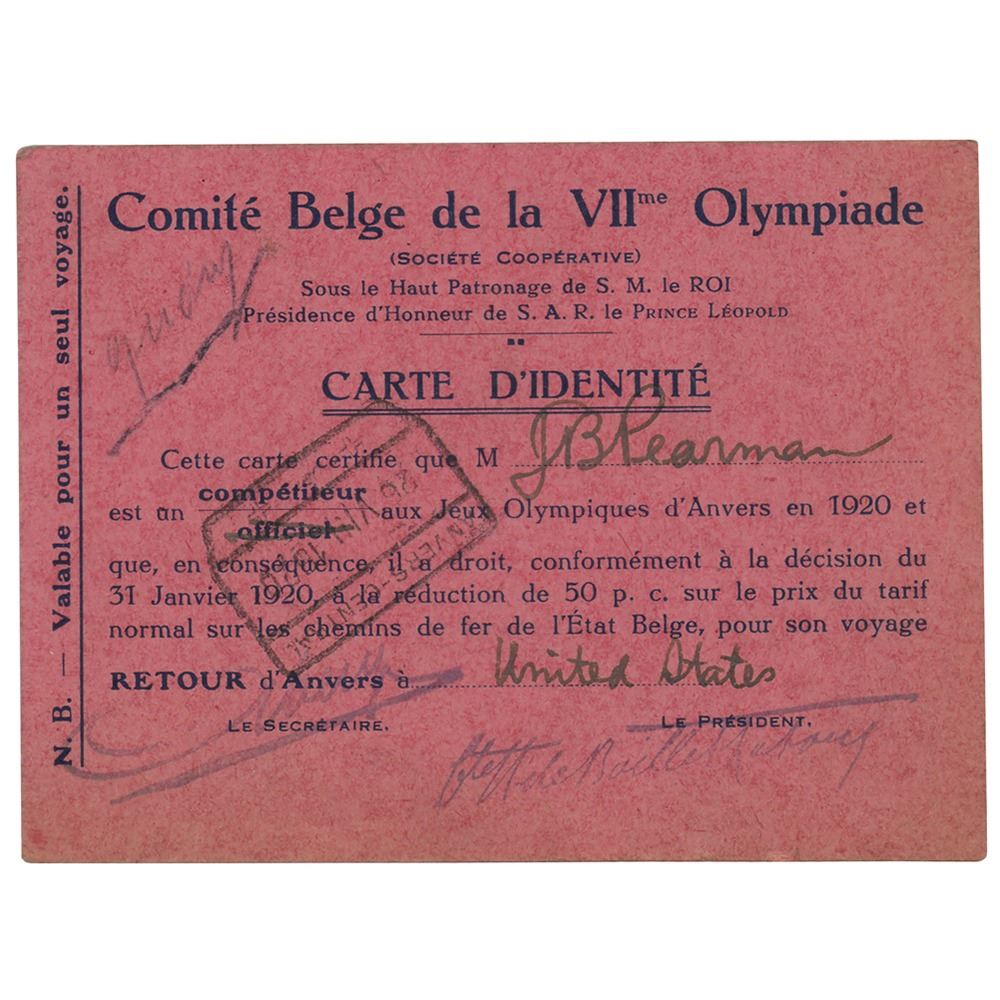 Comité Belge de la VIIme Olympiade
(SOCIÉTÉ COOPÉRATIVE)
Sous le Haut Patronage de S. M. le ROI
Présidence d'Honneur de S. A. R. le PRINCE LÉOPOLD
CARTE D'IDENTITÉ
Cette carte certifie que M J B Pearman
compétiteur
est un aux Jeux Olympiques d'Anvers en 1920 et
officiel
que, en conséquence, il a droit, conformément à la décision du
31 Janvier 1920, à la réduction de 50 p. c. sur le prix du tarif
normal sur les chemins de fer de l'État Belge, pour son voyage
RETOUR d'Anvers à United States
LE SECRÉTAIRE. LE PRÉSIDENT,
N. B. — Valable pour un seul voyage.
ANVERS-CENTRAL